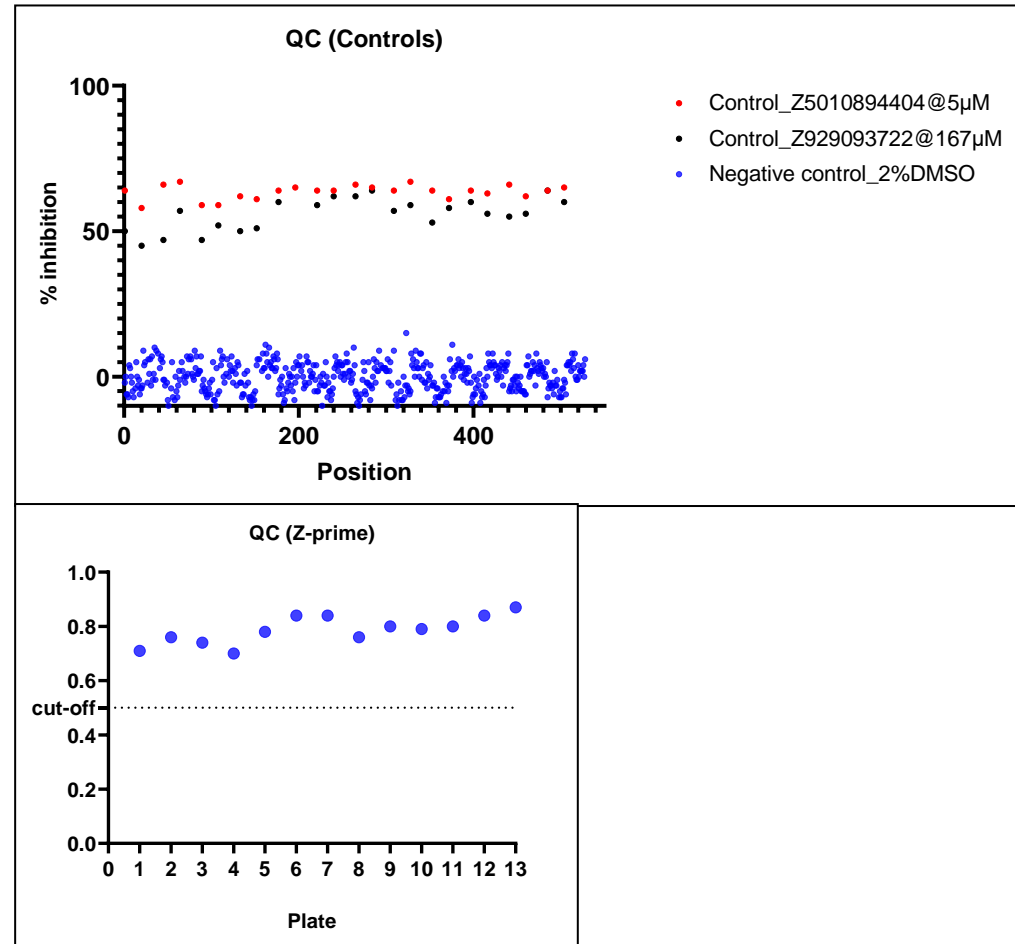 QC (Controls)
100
50
0
% inhibition
0 200 400
Position
Control_Z5010894404@5µM
Control_Z929093722@167µM
Negative control_2%DMSO
QC (Z-prime)
1.0
0.8
0.6
cut-off
0.4
0.2
0.0
0 1 2 3 4 5 6 7 8 9 10 11 12 13
Plate